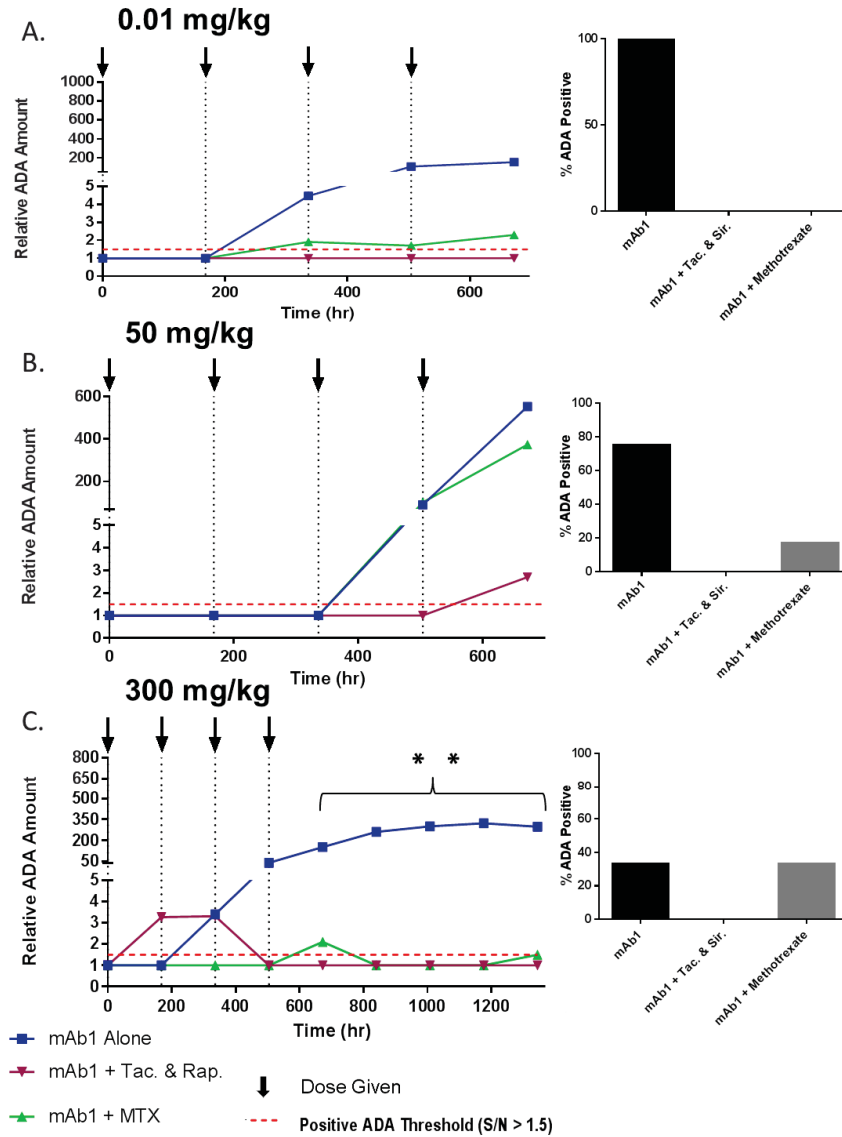 A.
0.01 mg/kg
Relative ADA Amount
1000
800
600
400
200
5
4
3
2
1
0
0
200
400
600
Time (hr)
% ADA Positive
100
50
0
mAb1
mAb1 + Tac. & Sir.
mAb1 + Methotrexate
B.
50 mg/kg
Relative ADA Amount
600
400
200
5
4
3
2
1
0
0
200
400
600
Time (hr)
% ADA Positive
100
80
60
40
20
0
mAb1
mAb1 + Tac. & Sir.
mAb1 + Methotrexate
C.
300 mg/kg
Relative ADA Amount
800
650
500
350
200
50
5
4
3
2
1
0
* *
0
200
400
600
800
1000
1200
Time (hr)
% ADA Positive
100
80
60
40
20
0
mAb1
mAb1 + Tac. & Sir.
mAb1 + Methotrexate
mAb1 Alone
mAb1 + Tac. & Rap.
mAb1 + MTX
Dose Given
Positive ADA Threshold (S/N > 1.5)